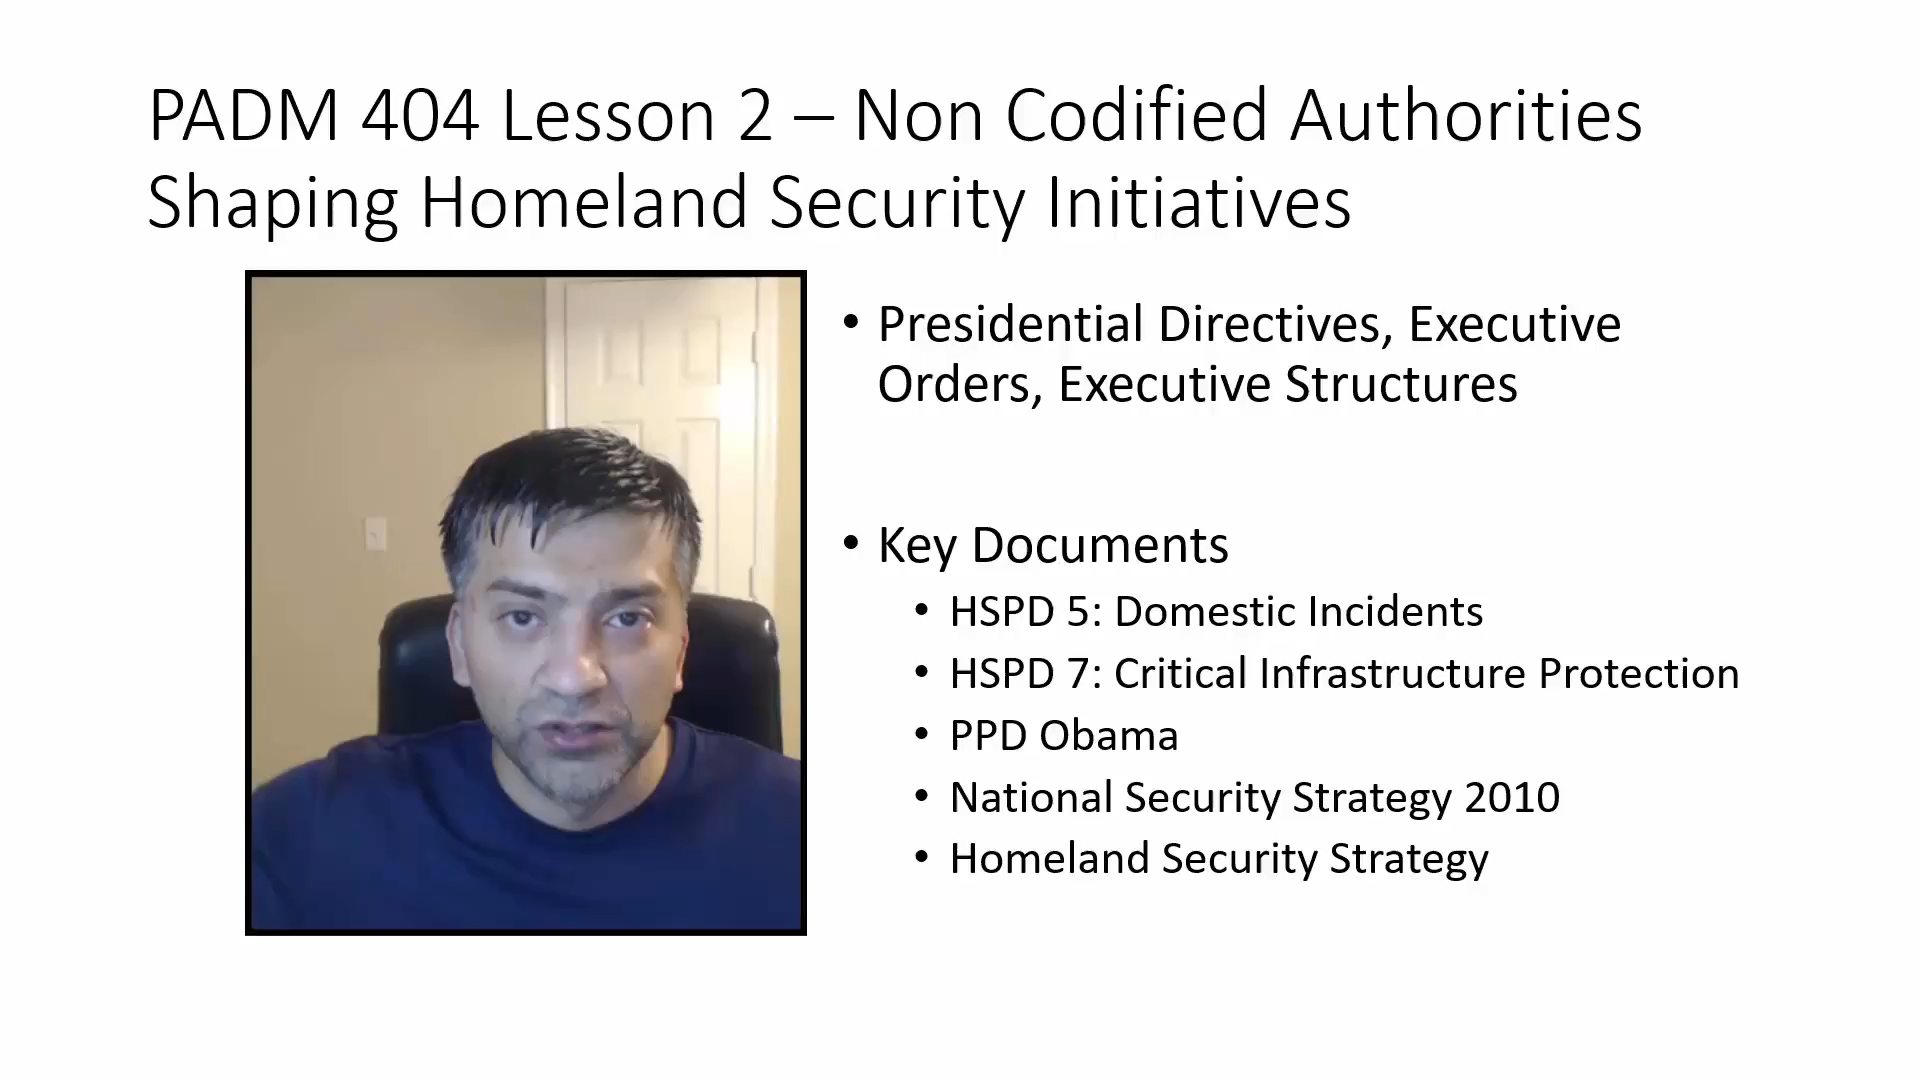 PADM 404 Lesson 2 – Non Codified Authorities
Shaping Homeland Security Initiatives
• Presidential Directives, Executive
Orders, Executive Structures
• Key Documents
• HSPD 5: Domestic Incidents
• HSPD 7: Critical Infrastructure Protection
• PPD Obama
• National Security Strategy 2010
• Homeland Security Strategy